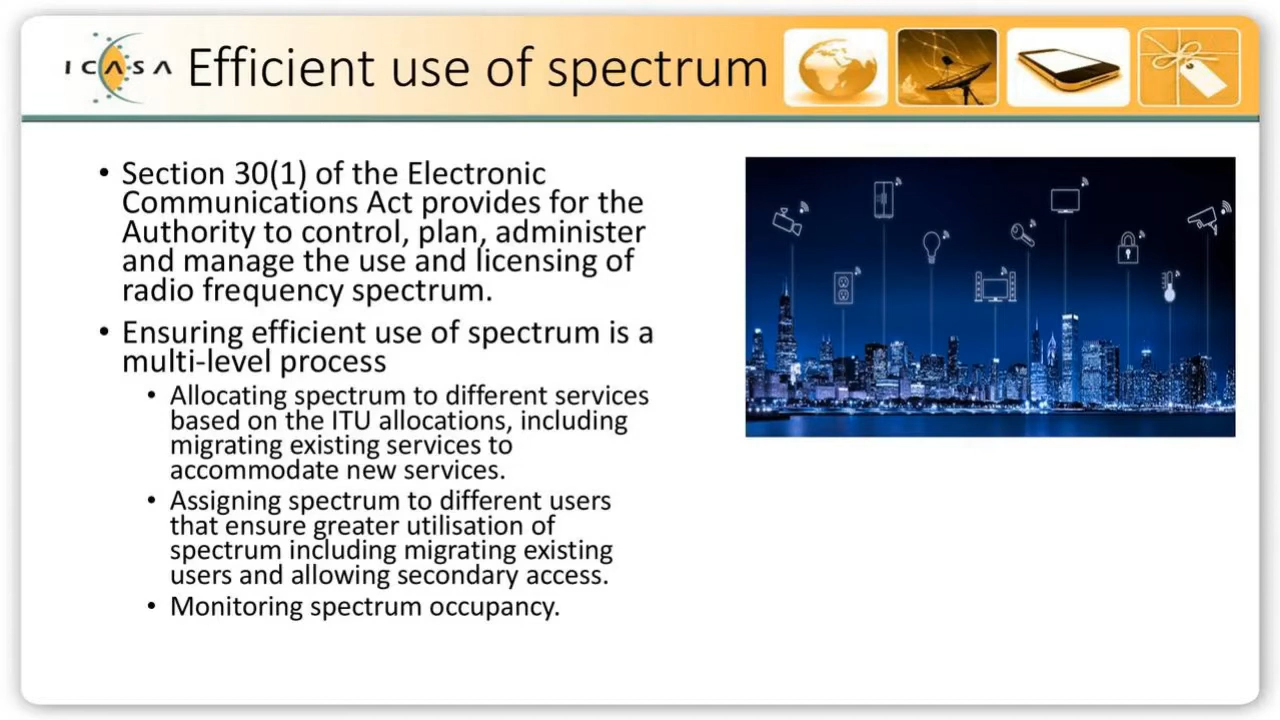 ICASA
Efficient use of spectrum
• Section 30(1) of the Electronic
Communications Act provides for the
Authority to control, plan, administer
and manage the use and licensing of
radio frequency spectrum.
• Ensuring efficient use of spectrum is a
multi-level process
• Allocating spectrum to different services
based on the ITU allocations, including
migrating existing services to
accommodate new services.
• Assigning spectrum to different users
that ensure greater utilisation of
spectrum including migrating existing
users and allowing secondary access.
• Monitoring spectrum occupancy.